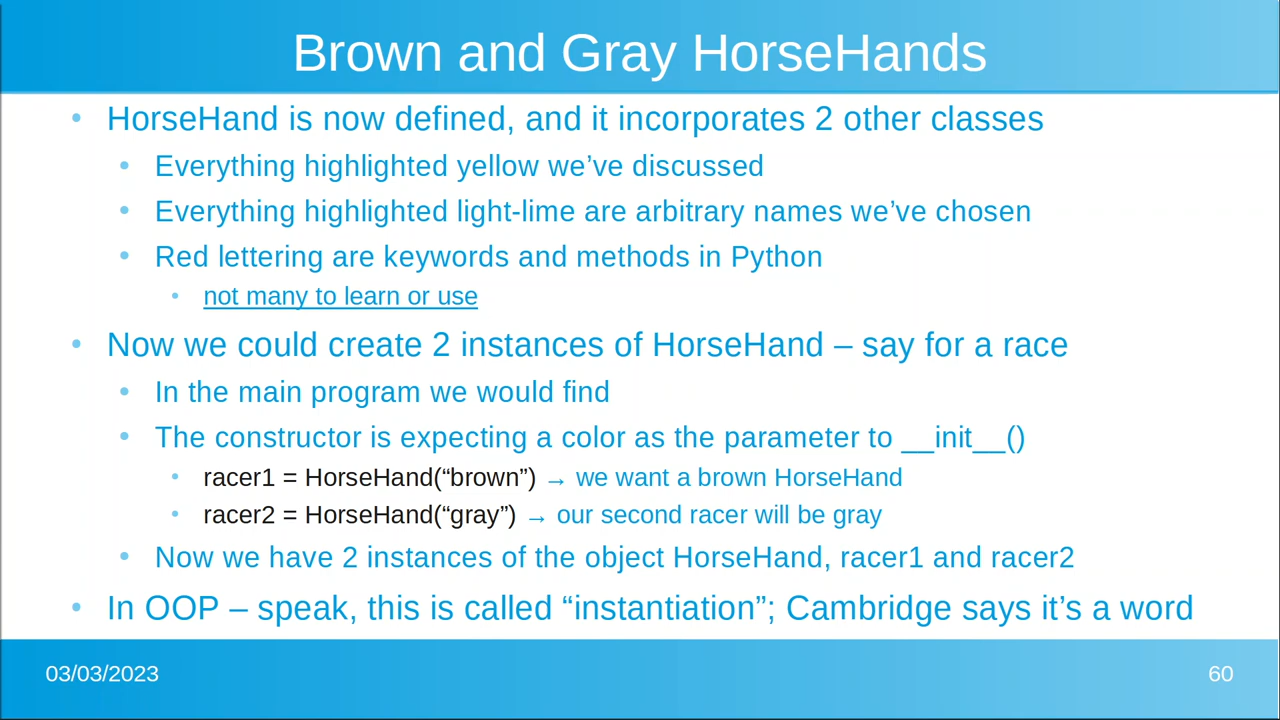 Brown and Gray HorseHands
• HorseHand is now defined, and it incorporates 2 other classes
• Everything highlighted yellow we’ve discussed
• Everything highlighted light-lime are arbitrary names we’ve chosen
• Red lettering are keywords and methods in Python
• not many to learn or use
• Now we could create 2 instances of HorseHand – say for a race
• In the main program we would find
• The constructor is expecting a color as the parameter to __init__()
• racer1 = HorseHand(“brown”) → we want a brown HorseHand
• racer2 = HorseHand(“gray”) → our second racer will be gray
• Now we have 2 instances of the object HorseHand, racer1 and racer2
• In OOP – speak, this is called “instantiation”; Cambridge says it’s a word
03/03/2023
60